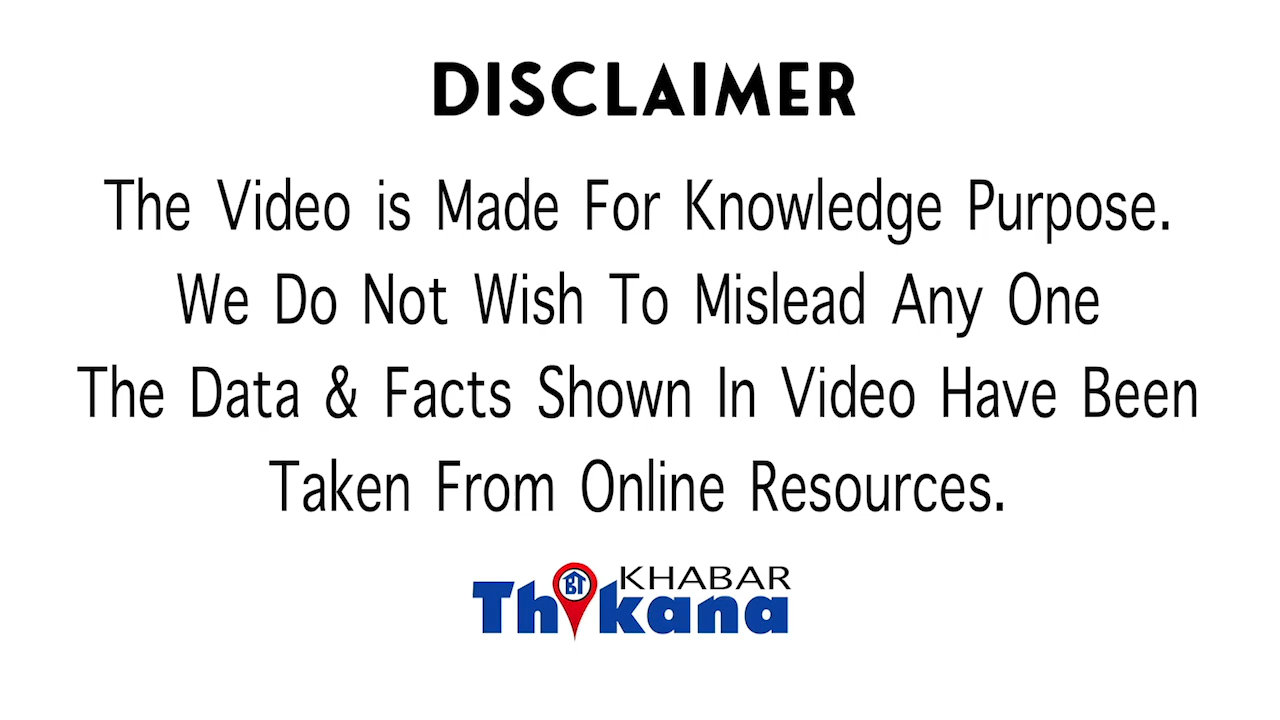 DISCLAIMER
The Video is Made For Knowledge Purpose.
We Do Not Wish To Mislead Any One
The Data & Facts Shown In Video Have Been
Taken From Online Resources.
KHABAR
BT
Thikana